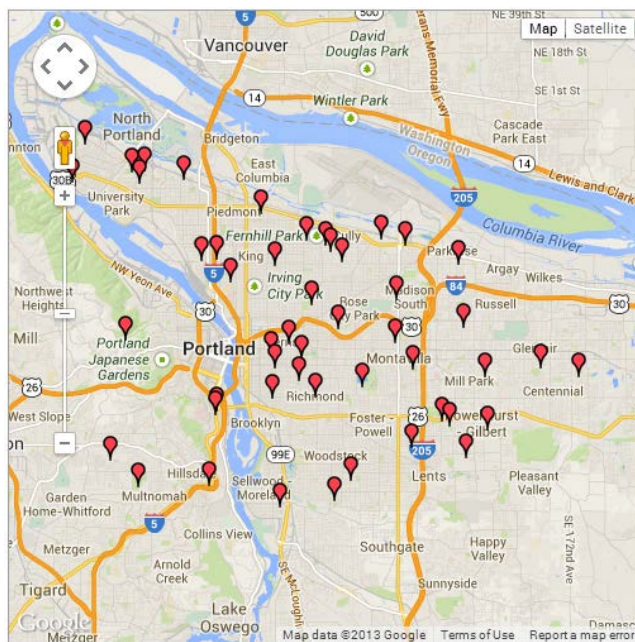 500
NE 39th St
Map
Satellite
Vancouver
David
Douglas Park
NE 18th St
5
NE 1st St
14
Winter Park
Cascade
Park East
North
Portland
Bridgeton
Washington
Oregon
14
East
Columbia
Lewis and Clark
30B
University
Park
Piedmont
205
Columbia River
Fernhill Park
Cully
King
Parkrose
Argay
Wilkes
NW Yeon Ave
5
Irving
City Park
84
Northwest
Heights
Madison
South
30
Rose
City Park
Russell
30
Mill
30
Portland
Portland
Japanese
Gardens
Montavilla
Glenfair
26
Mill Park
Centennial
Richmond
West Slope
Brooklyn
Foster -
Powell
26
Powellhurst
- Gilbert
99E
Woodstock
205
Hillsdale
Lents
Garden
Home-Whitford
Multnomah
Sellwood -
Moreland
Pleasant
Valley
5
Collins View
Metzger
Southgate
Happy
Valley
SE 172nd Ave
Arnold
Creek
Tigard
Sunnyside
Lake
Oswego
SE McLoughlin
Damasc
Metzger
Google
Map data ©2013 Google
Terms of Use
Report a map error